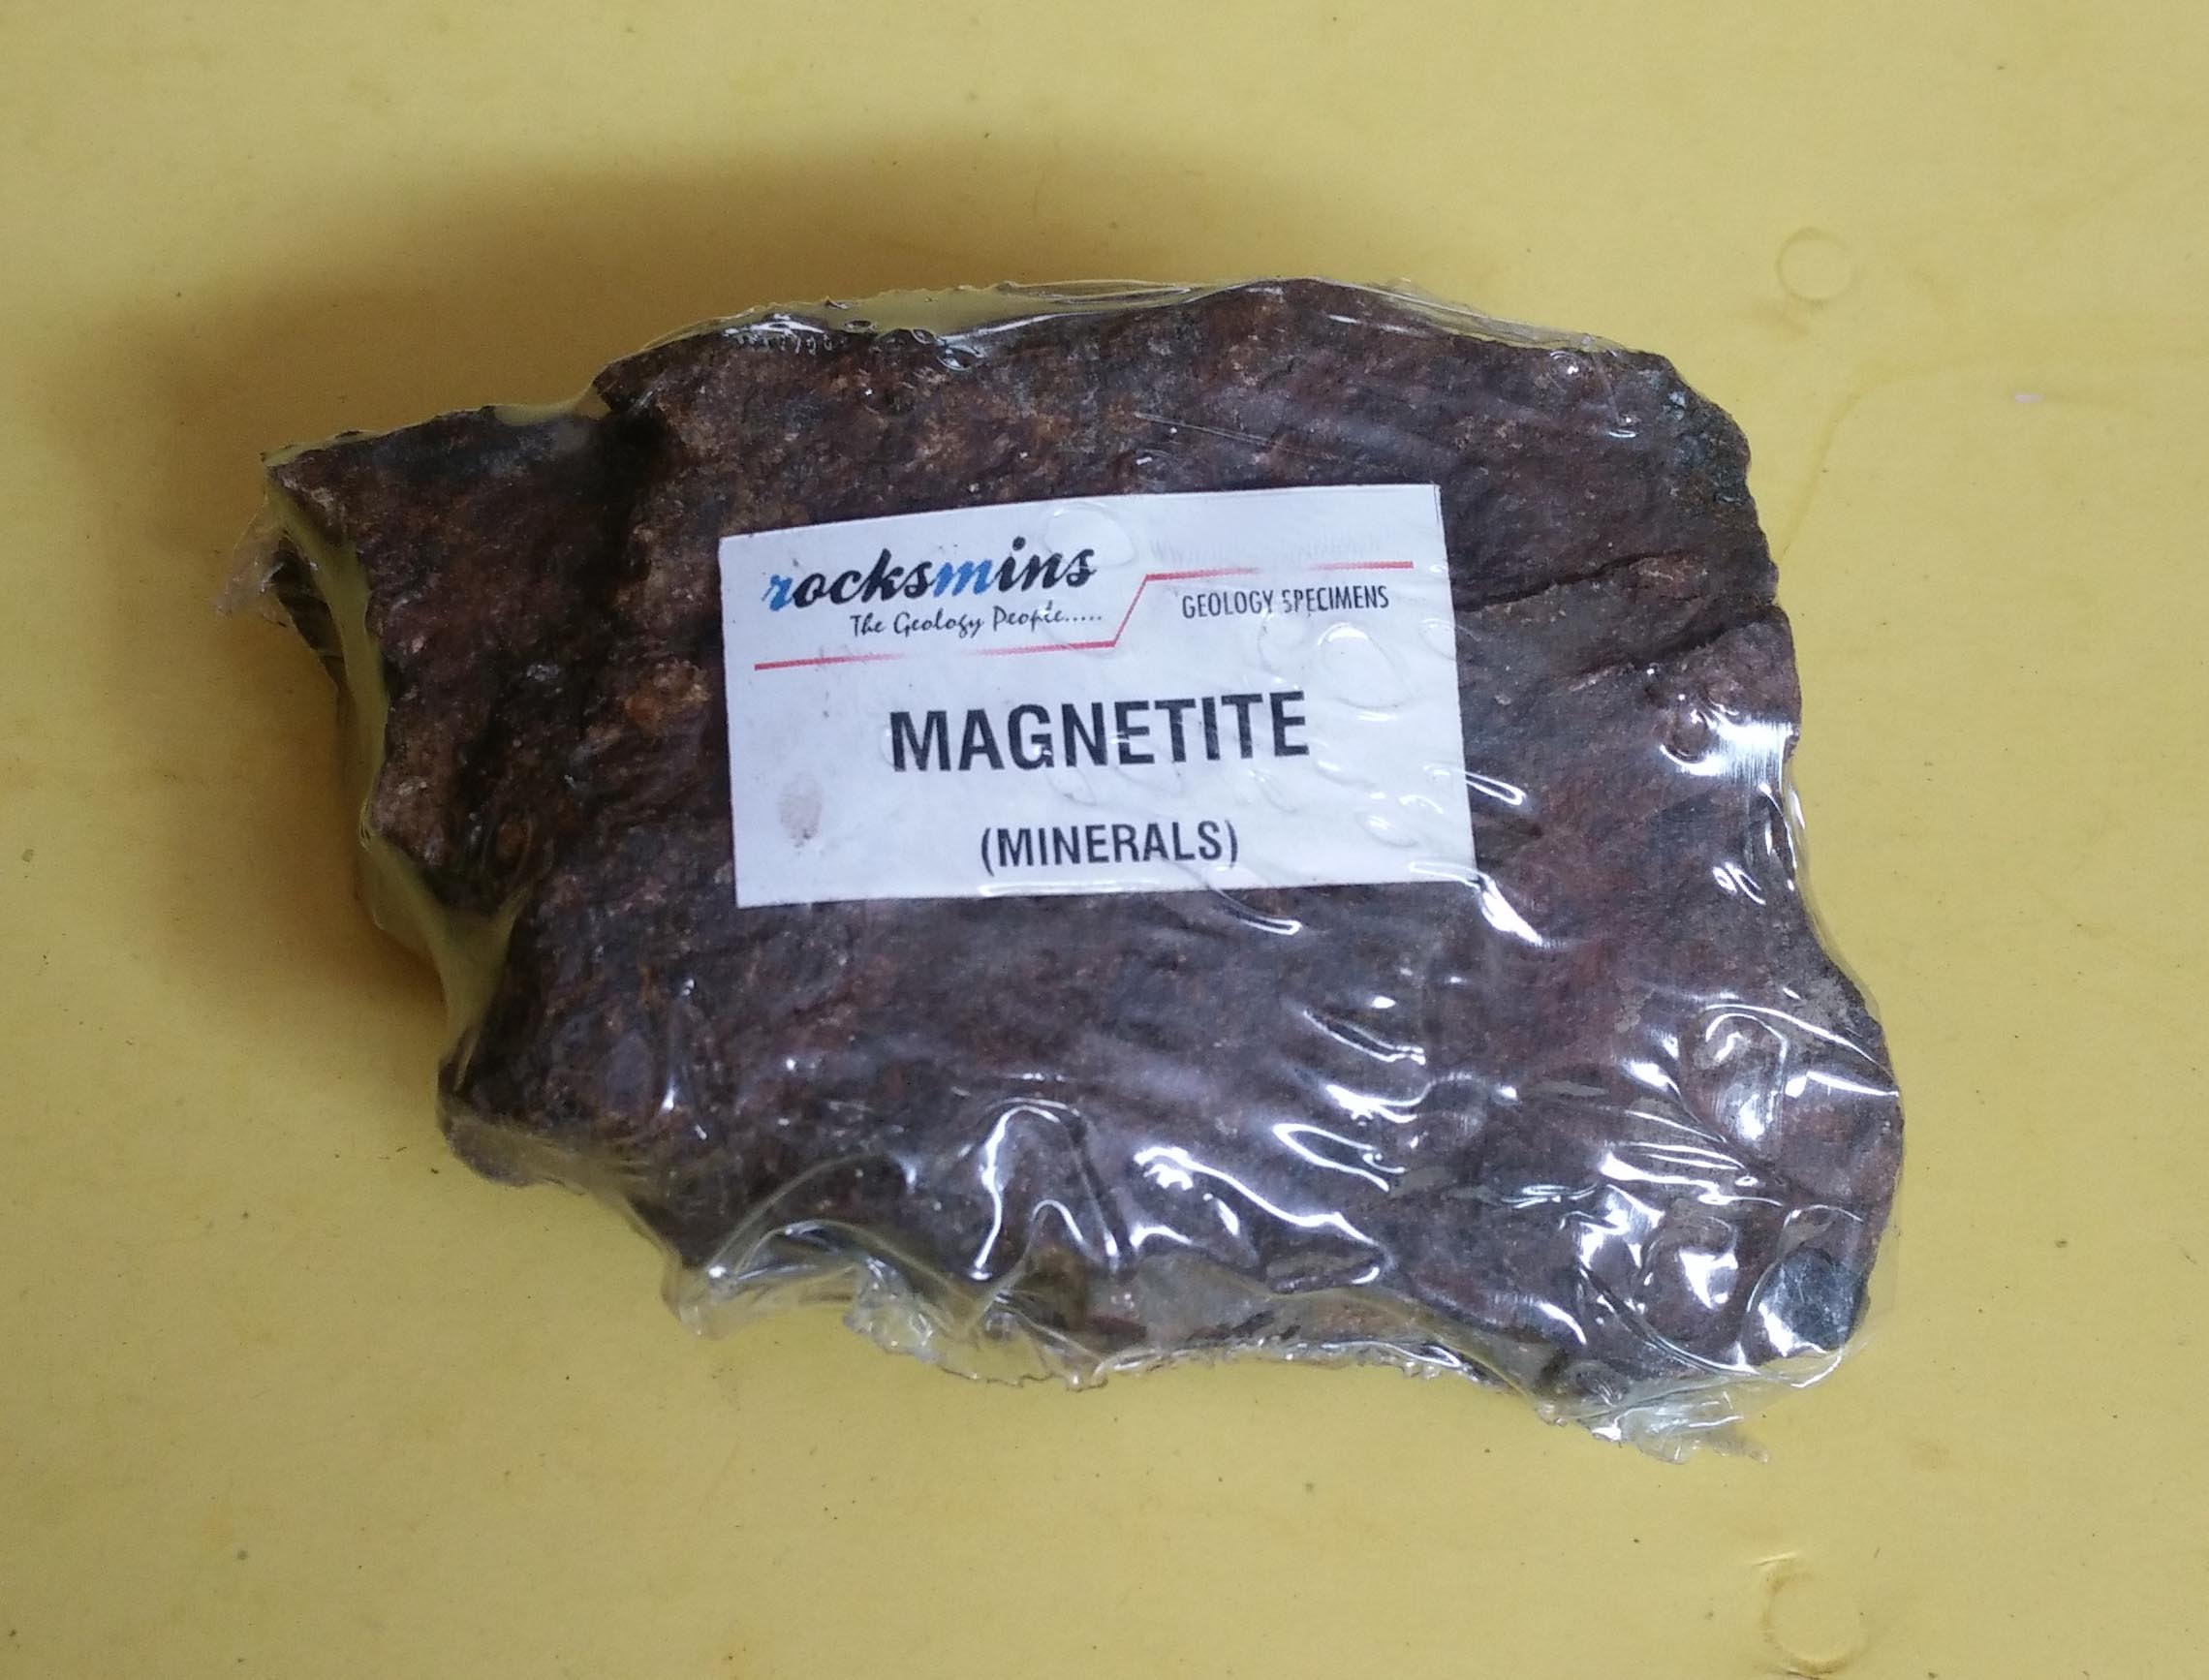 rocksmins
The Geology People.....
GEOLOGY SPECIMENS
MAGNETITE
(MINERALS)